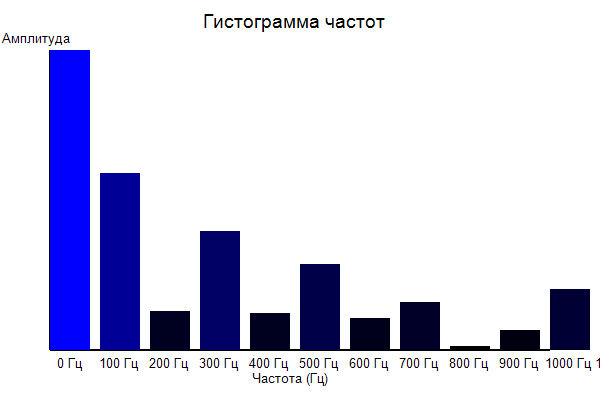 Гистограмма частот
Амплитуда
0 Гц 100 Гц 200 Гц 300 Гц 400 Гц 500 Гц 600 Гц 700 Гц 800 Гц 900 Гц 1000 Гц 1
Частота (Гц)